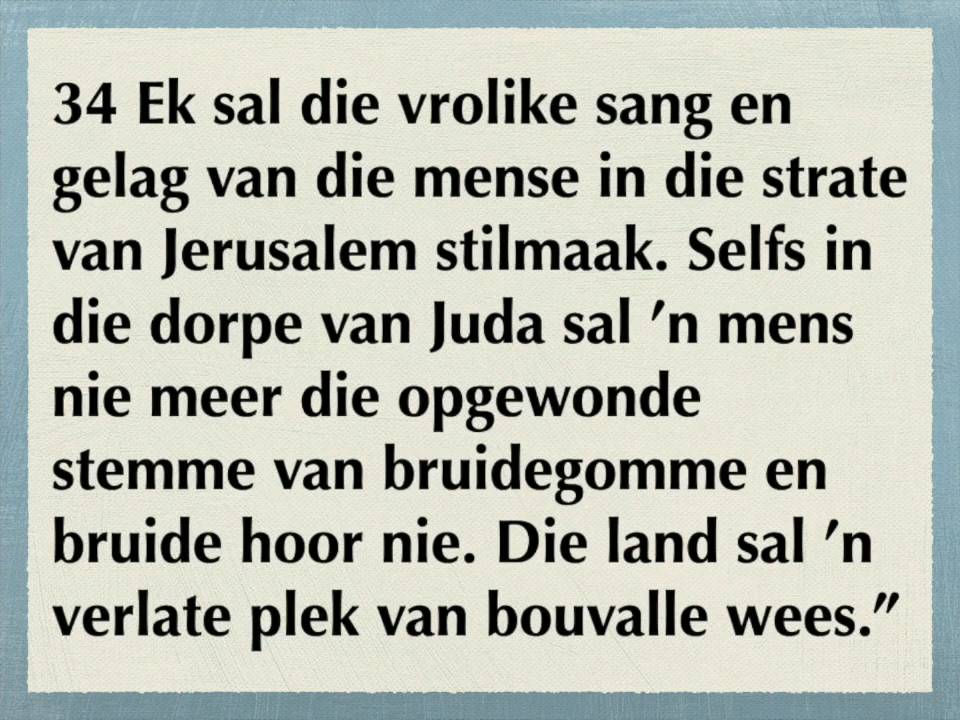 34 Ek sal die vrolike sang en
gelag van die mense in die strate
van Jerusalem stilmaak. Selfs in
die dorpe van Juda sal ’n mens
nie meer die opgewonde
stemme van bruidegomme en
bruide hoor nie. Die land sal ’n
verlate plek van bouvalle wees.”